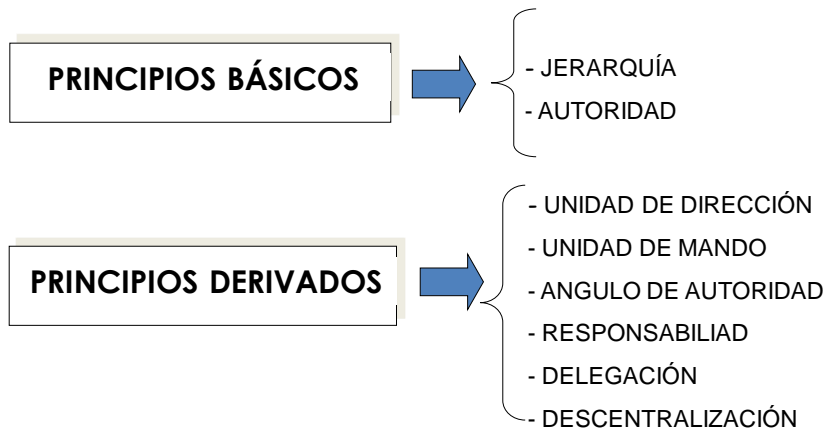 PRINCIPIOS BÁSICOS
- JERARQUÍA
- AUTORIDAD
PRINCIPIOS DERIVADOS
- UNIDAD DE DIRECCIÓN
- UNIDAD DE MANDO
- ANGULO DE AUTORIDAD
- RESPONSABILIAD
- DELEGACIÓN
- DESCENTRALIZACIÓN